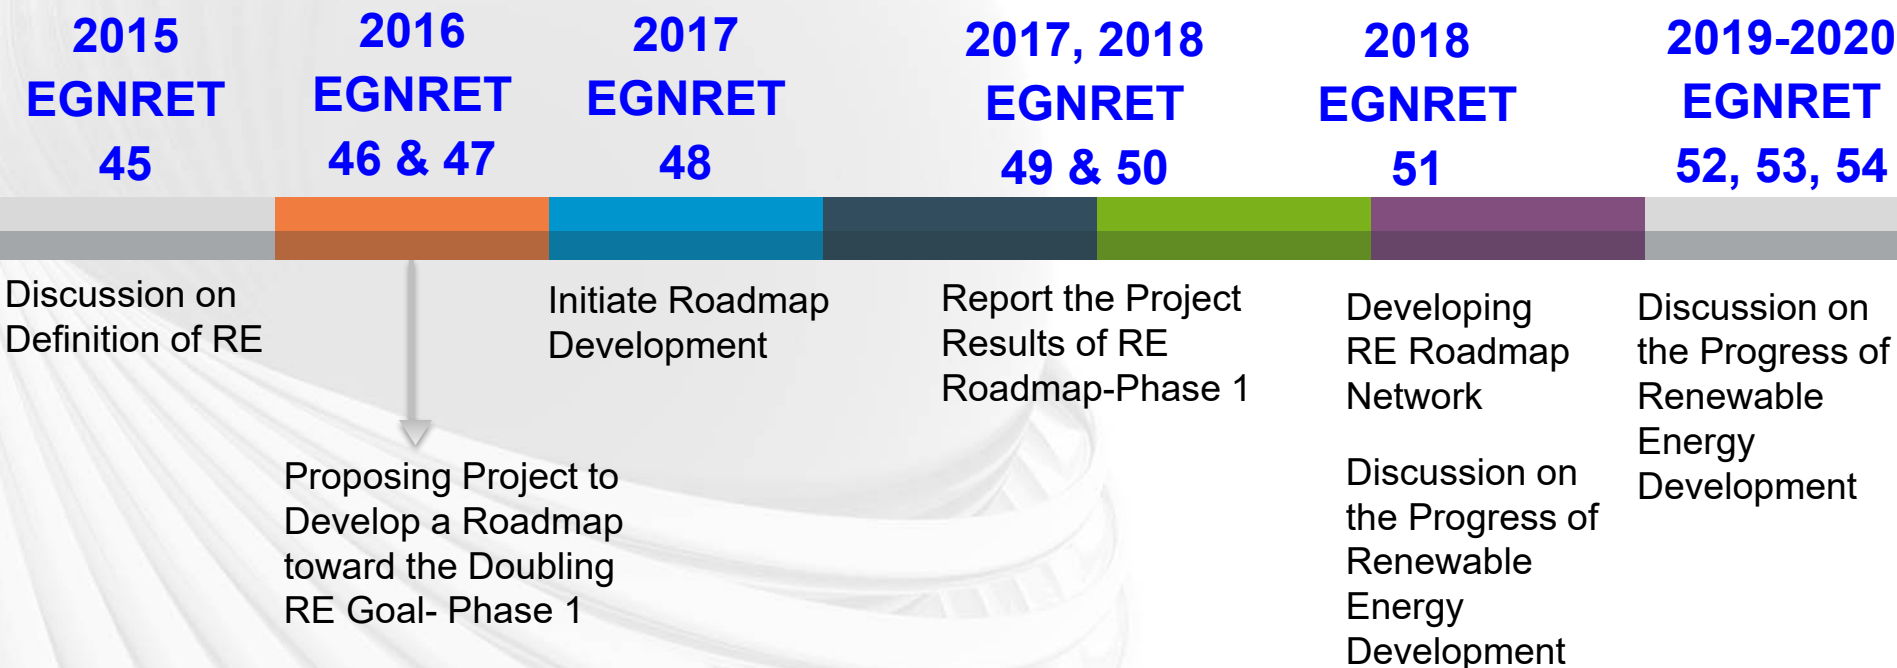 2015
EGNRET
45
2016
EGNRET
46 & 47
2017
EGNRET
48
2017, 2018
EGNRET
49 & 50
2018
EGNRET
51
2019-2020
EGNRET
52, 53, 54
Discussion on
Definition of RE
Proposing Project to
Develop a Roadmap
toward the Doubling
RE Goal- Phase 1
Initiate Roadmap
Development
Report the Project
Results of RE
Roadmap-Phase 1
Developing
RE Roadmap
Network
Discussion on
the Progress of
Renewable
Energy
Development
Discussion on
the Progress of
Renewable
Energy
Development